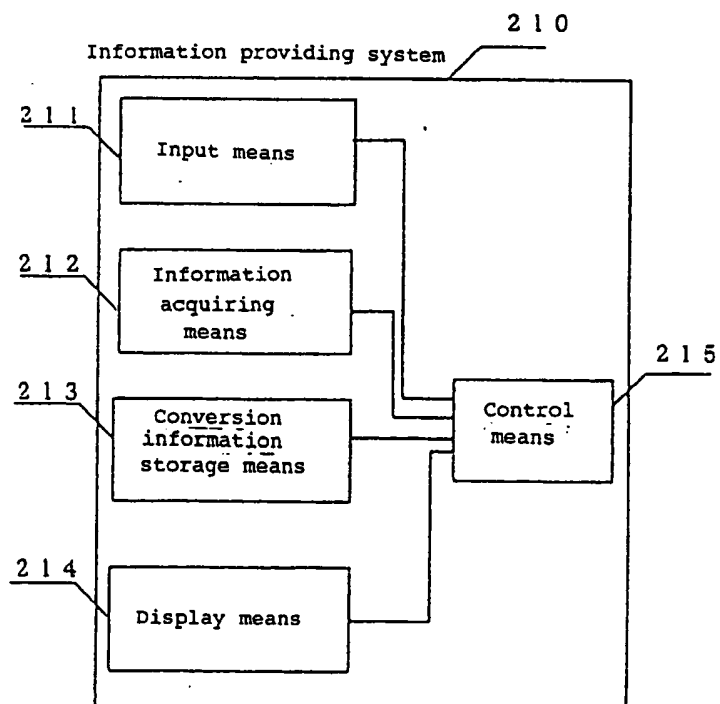 210
Information providing system
211
Input means
212
Information
acquiring
means
215
213
Conversion
information
storage means
Control
means
214
Display means